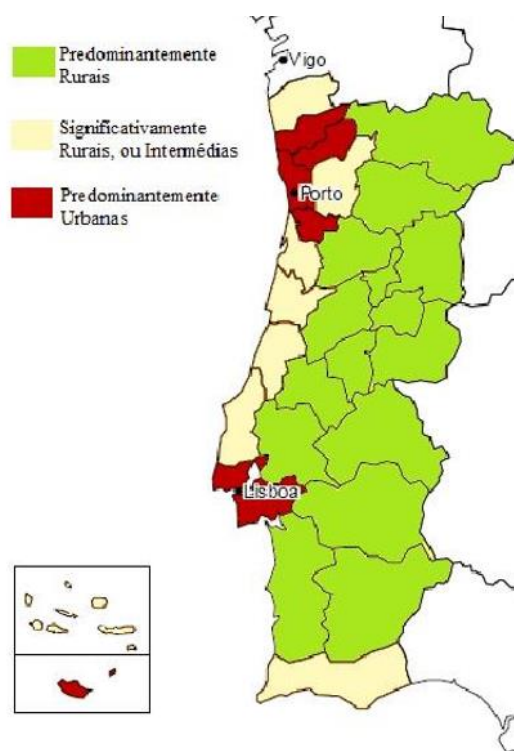 Predominantemente
Rurais
Significativamente
Rurais, ou Intermédias
Predominantemente
Urbanas
Vigo
Porto
Lisboa